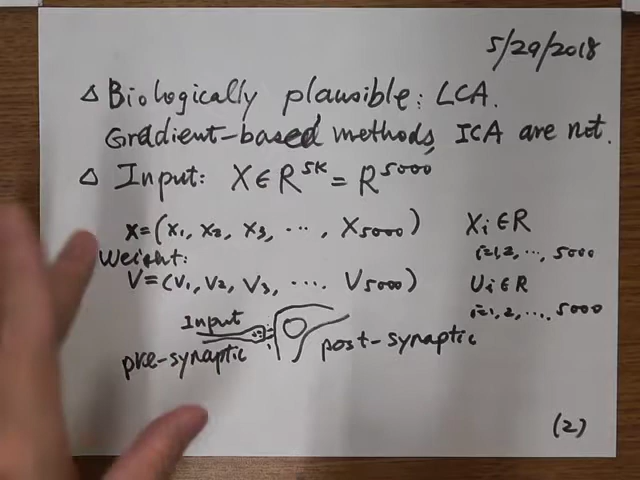 5/29/2018
△ Biologically plausible: LCA.
Gradient-based methods, ICA are not.
△ Input: X ∈ R^5K = R^5000
x=(x₁, x₂, x₃, ..., x₅₀₀₀) xᵢ ∈ R
i=1,2, ..., 5000
Weight:
V=(v₁, v₂, v₃, .... v₅₀₀₀) υᵢ ∈ R
i=1,2, ..., 5000
Input
pre-synaptic post-synaptic
(2)